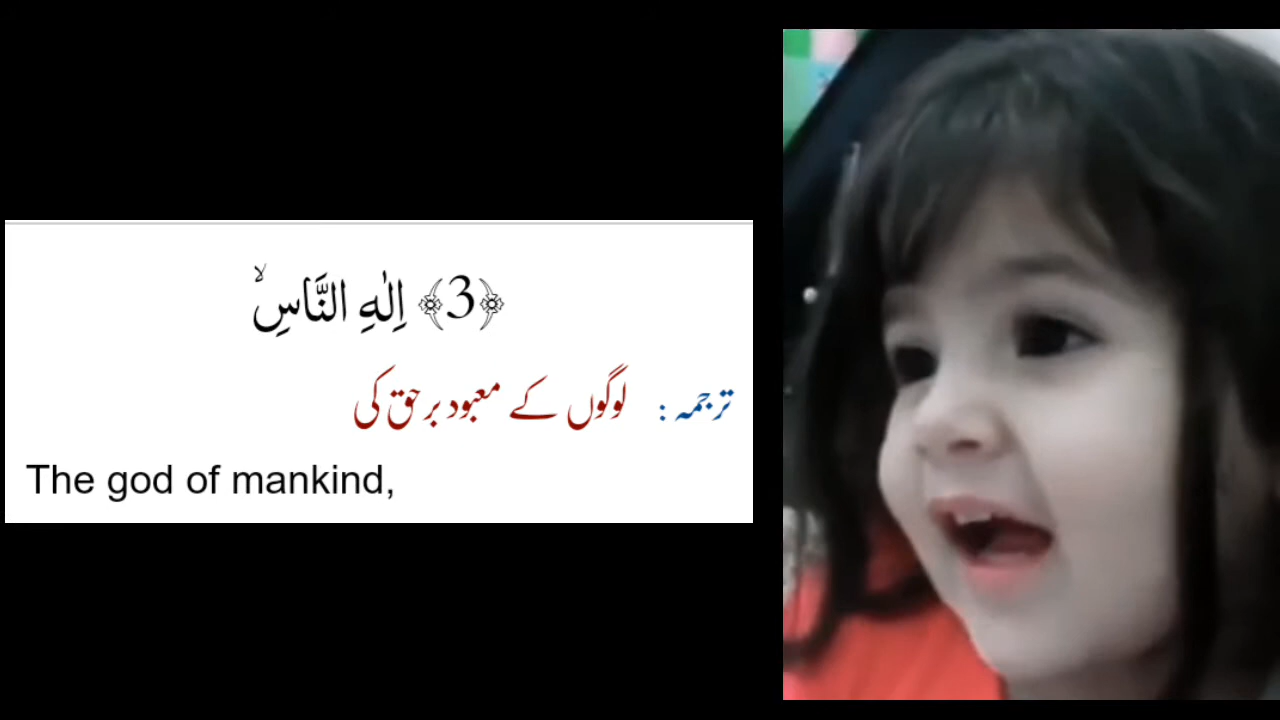 ﴿3﴾ اِلٰهِ النَّاسِۙ
ترجمہ : لوگوں کے معبود برحق کی
The god of mankind,